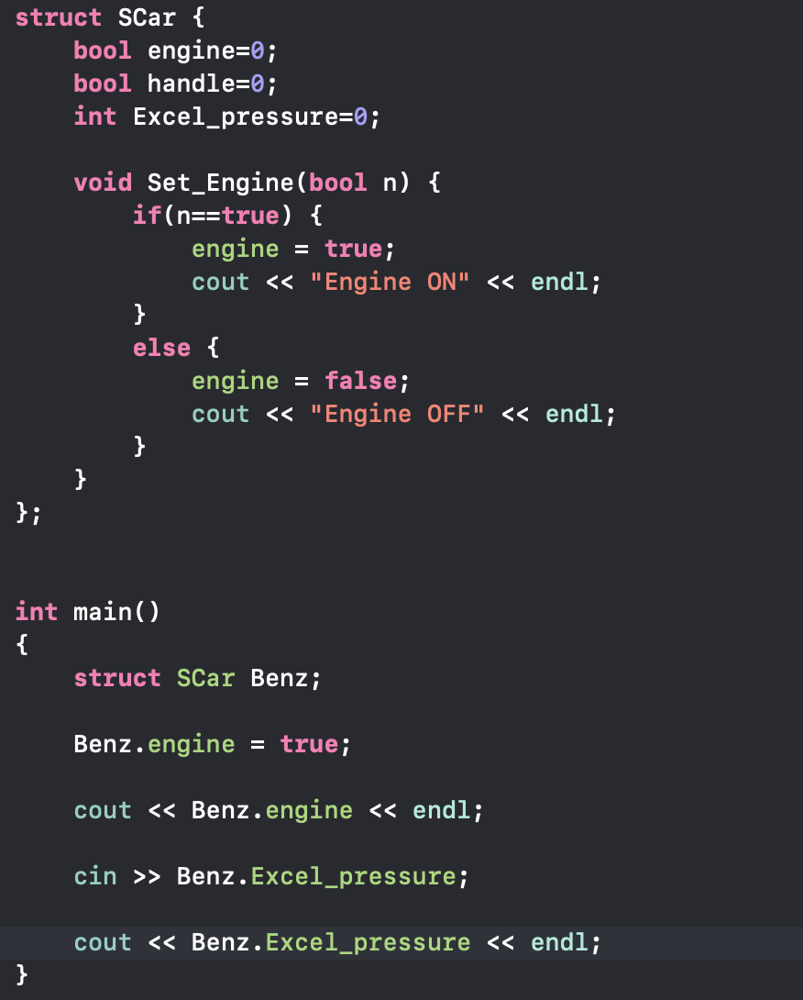 struct SCar {
    bool engine=0;
    bool handle=0;
    int Excel_pressure=0;

    void Set_Engine(bool n) {
        if(n==true) {
            engine = true;
            cout << "Engine ON" << endl;
        }
        else {
            engine = false;
            cout << "Engine OFF" << endl;
        }
    }
};


int main()
{
    struct SCar Benz;

    Benz.engine = true;

    cout << Benz.engine << endl;

    cin >> Benz.Excel_pressure;

    cout << Benz.Excel_pressure << endl;
}